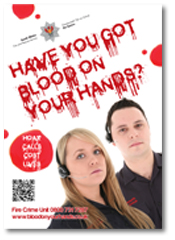 HAVE YOU GOT
BLOOD ON
YOUR HANDS?
HOAX
CALLS
COST
LIVES
Fire Crime Unit